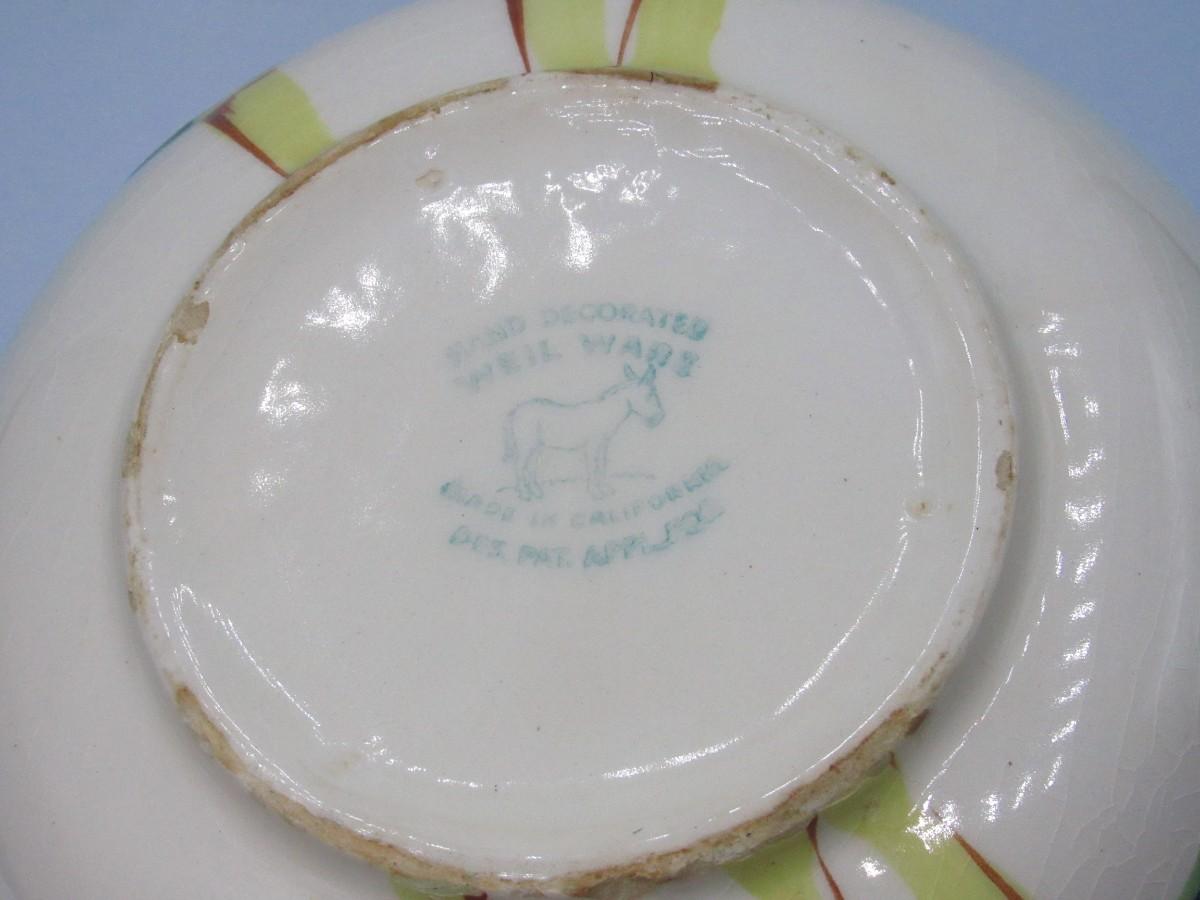 HAND DECORATED
WEIL WARE
MADE IN CALIFORNIA
DES. PAT. APPL. FOR